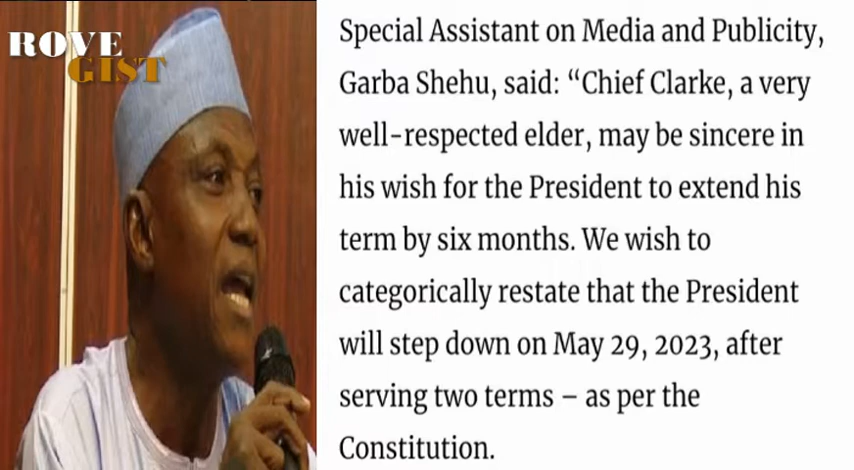 ROVE
GIST
Special Assistant on Media and Publicity,
Garba Shehu, said: “Chief Clarke, a very
well-respected elder, may be sincere in
his wish for the President to extend his
term by six months. We wish to
categorically restate that the President
will step down on May 29, 2023, after
serving two terms – as per the
Constitution.